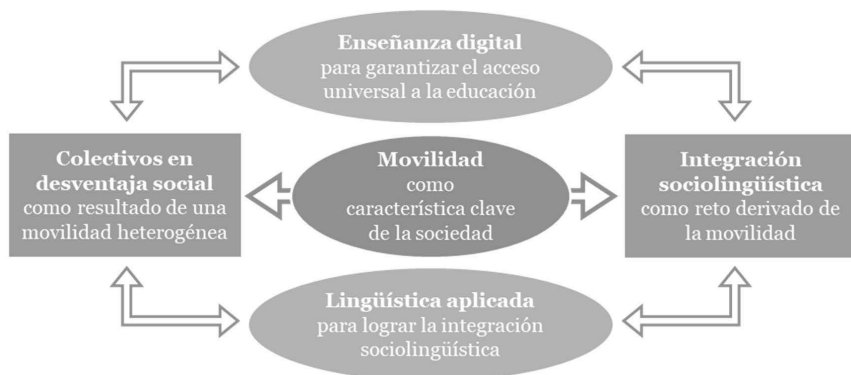 Enseñanza digital
para garantizar el acceso
universal a la educación
Colectivos en
desventaja social
como resultado de una
movilidad heterogénea
Movilidad
como
característica clave
de la sociedad
Integración
sociolingüística
como reto derivado de
la movilidad
Lingüística aplicada
para lograr la integración
sociolingüística